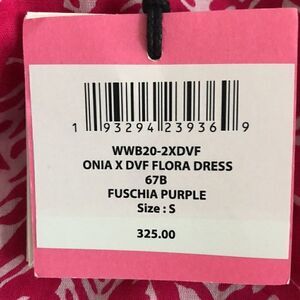 1 93294 23936 9
WWB20-2XDVF
ONIA X DVF FLORA DRESS
67B
FUSCHIA PURPLE
Size : S
325.00